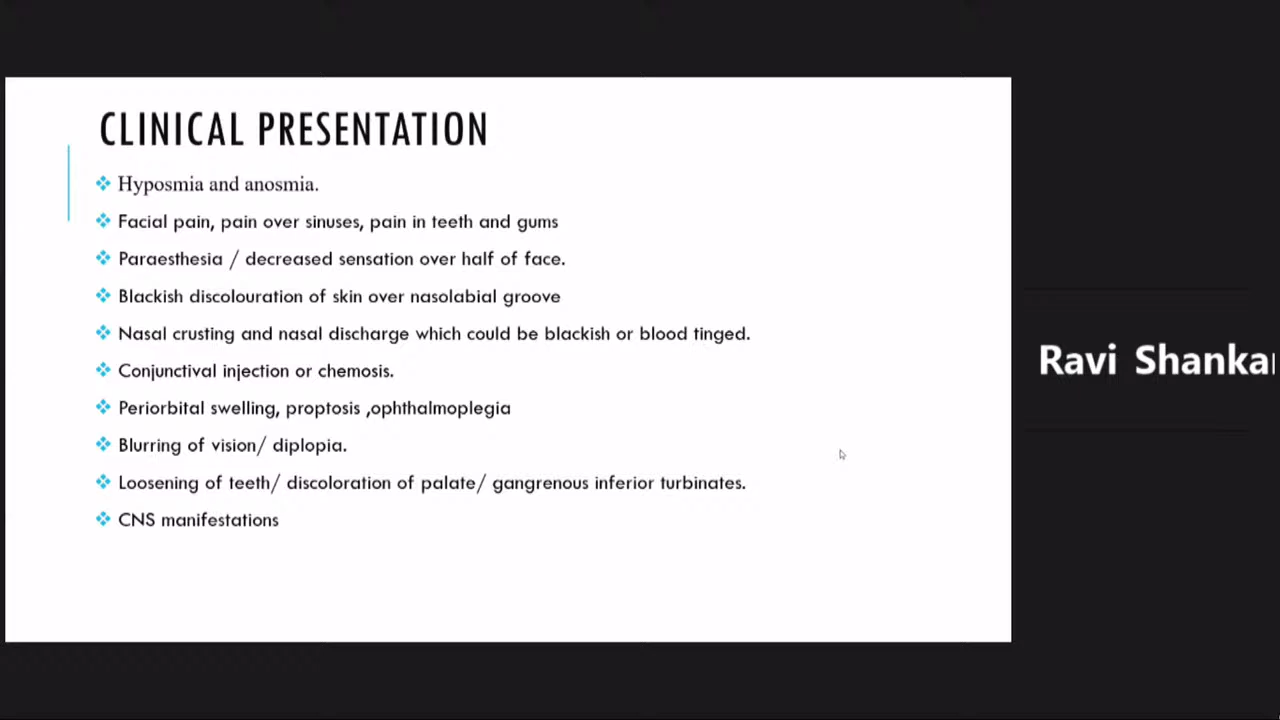 CLINICAL PRESENTATION
Hyposmia and anosmia.
Facial pain, pain over sinuses, pain in teeth and gums
Paraesthesia / decreased sensation over half of face.
Blackish discolouration of skin over nasolabial groove
Nasal crusting and nasal discharge which could be blackish or blood tinged.
Conjunctival injection or chemosis.
Periorbital swelling, proptosis ,ophthalmoplegia
Blurring of vision/ diplopia.
Loosening of teeth/ discoloration of palate/ gangrenous inferior turbinates.
CNS manifestations
Ravi Shankar